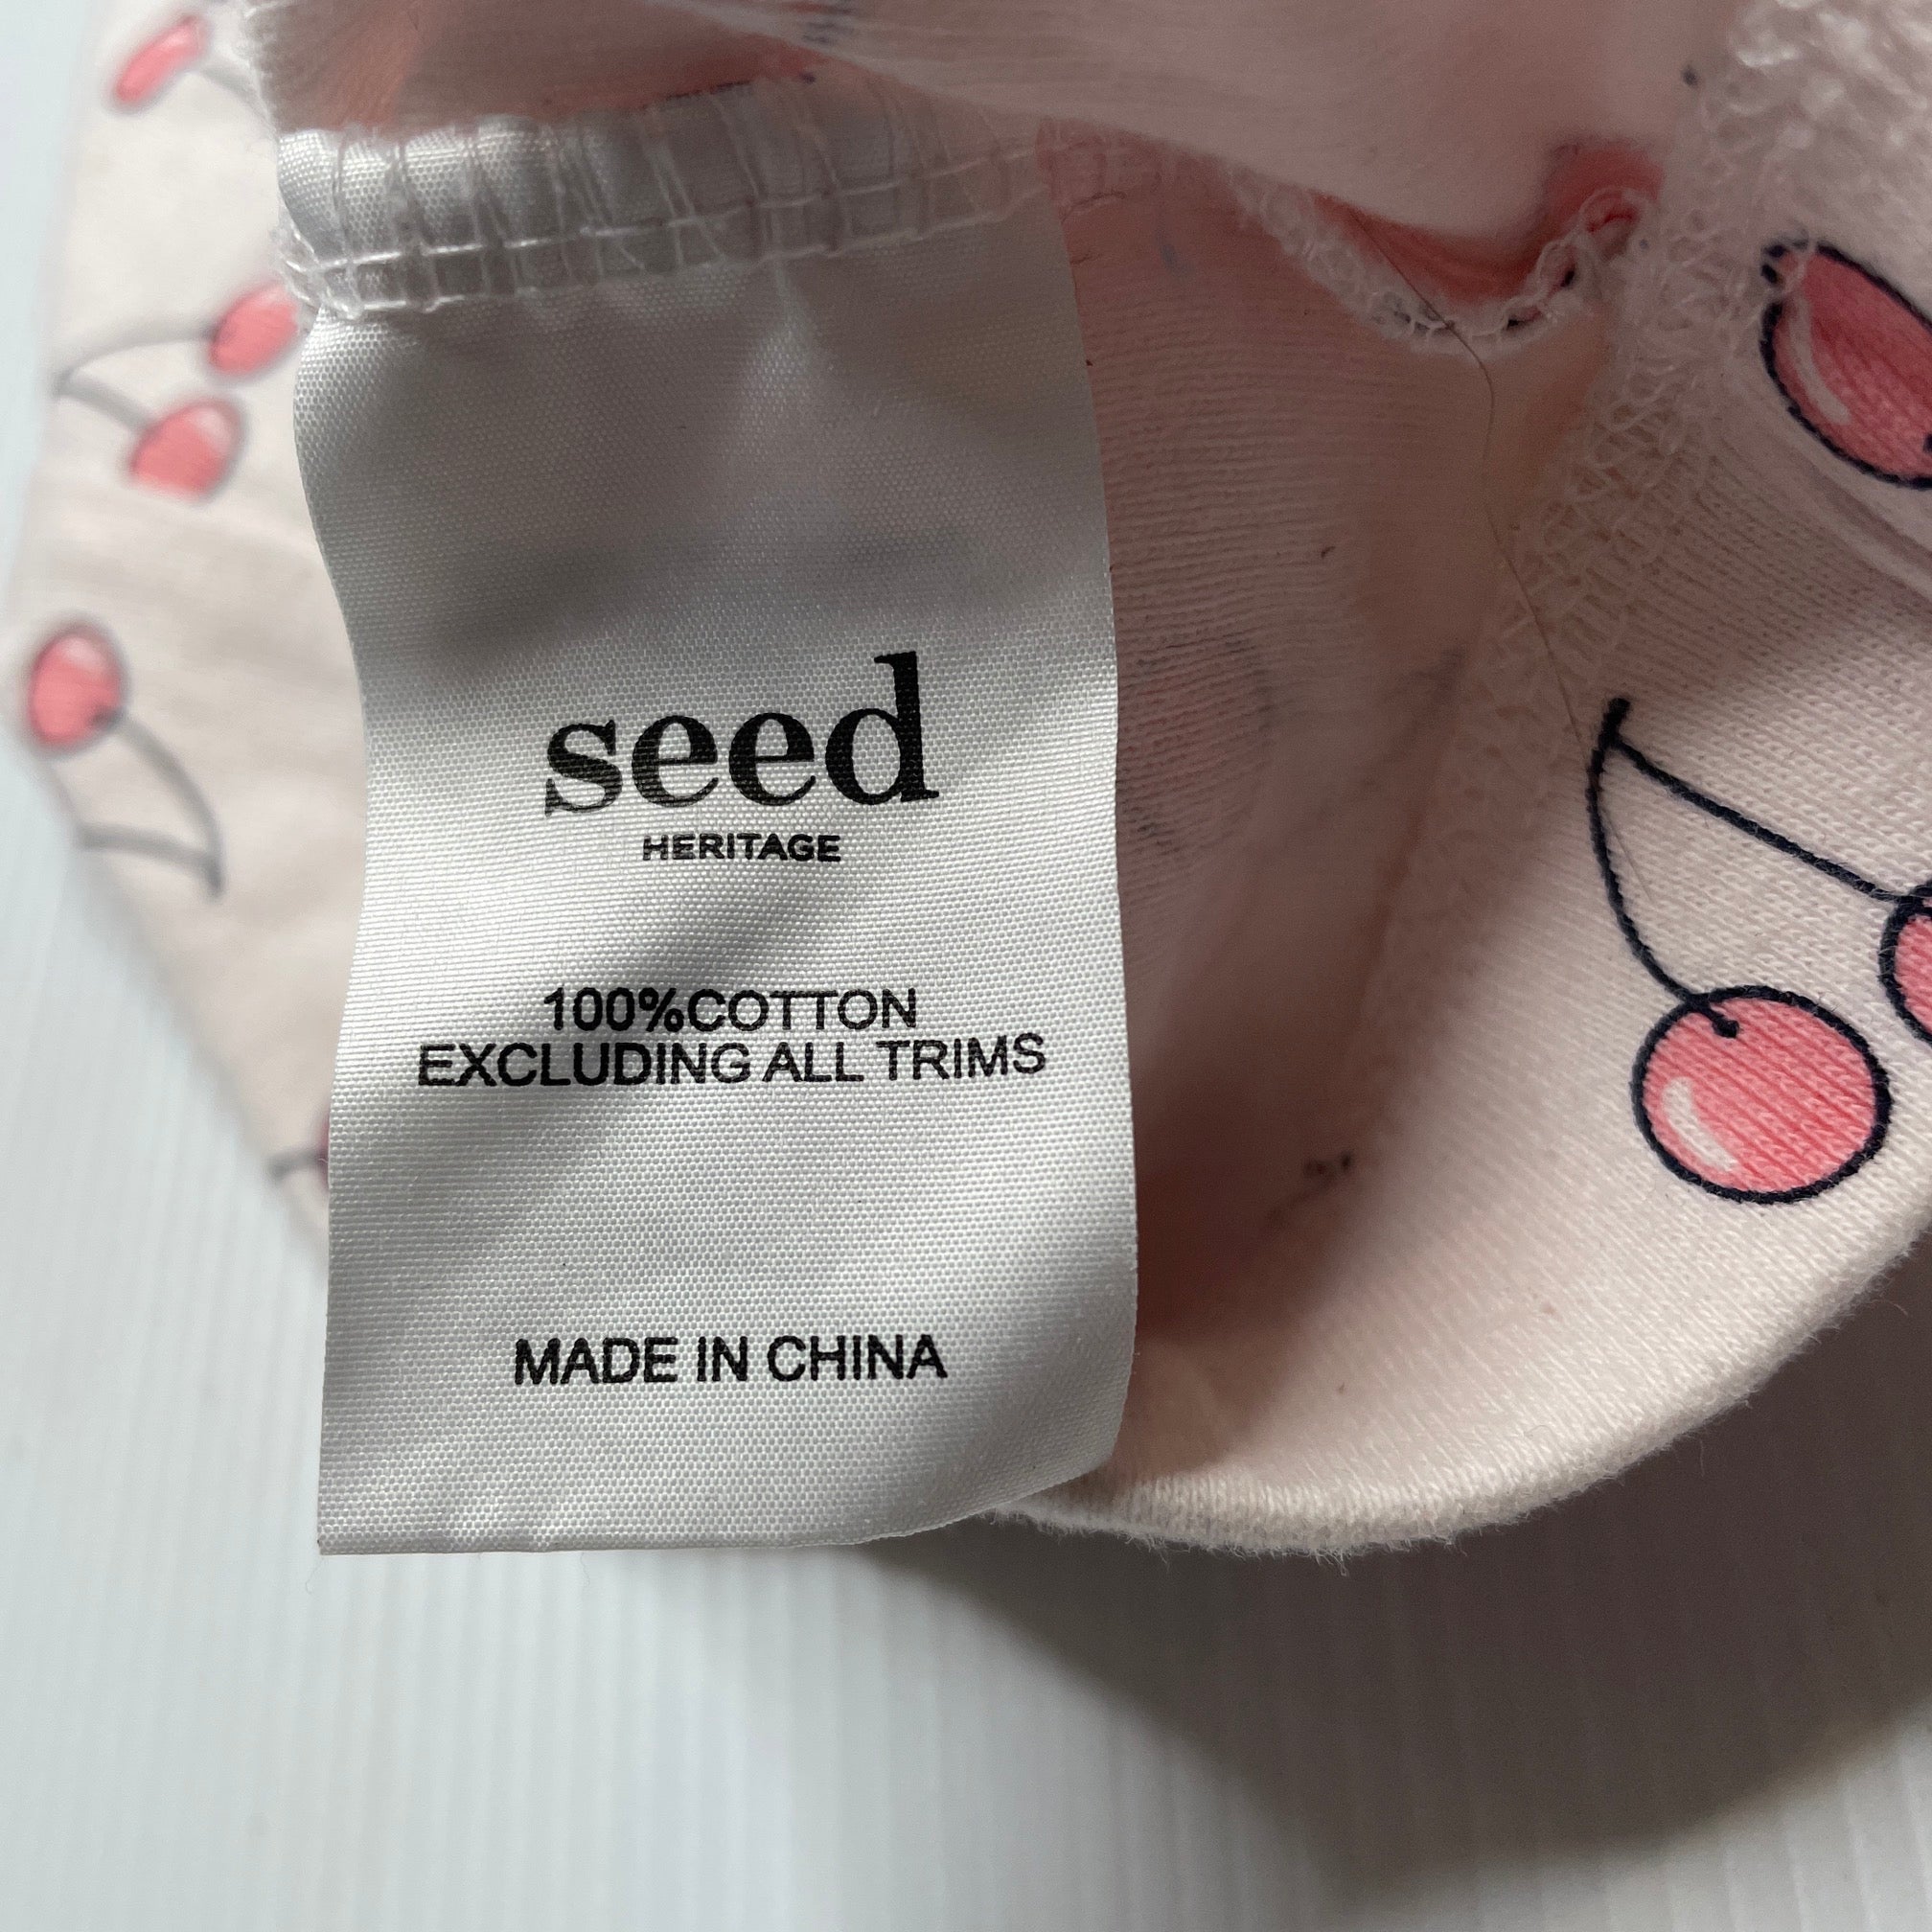 seed
HERITAGE
100%COTTON
EXCLUDING ALL TRIMS
MADE IN CHINA